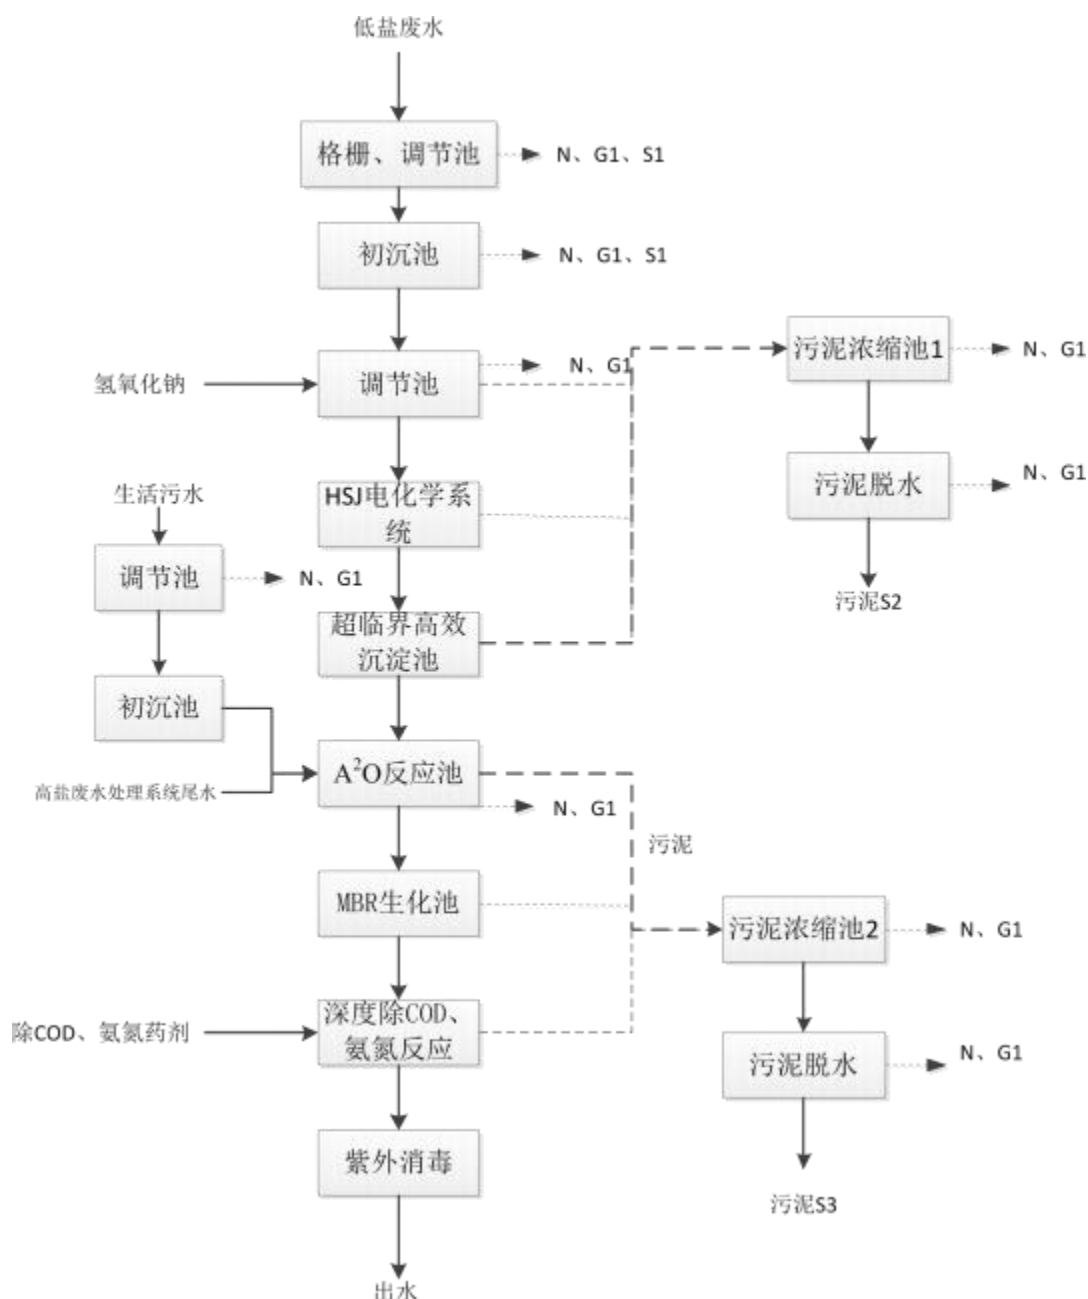 低盐废水
格栅、调节池
N、G1、S1
初沉池
N、G1、S1
污泥浓缩池1
N、G1
N、G1
氢氧化钠
调节池
污泥脱水
N、G1
生活污水
HSJ电化学系
统
调节池
N、G1
污泥S2
超临界高效
沉淀池
初沉池
A²O反应池
高盐废水处理系统尾水
N、G1
污泥
MBR生化池
污泥浓缩池2
N、G1
除COD、氨氮药剂
深度除COD、
氨氮反应
污泥脱水
N、G1
紫外消毒
污泥S3
出水